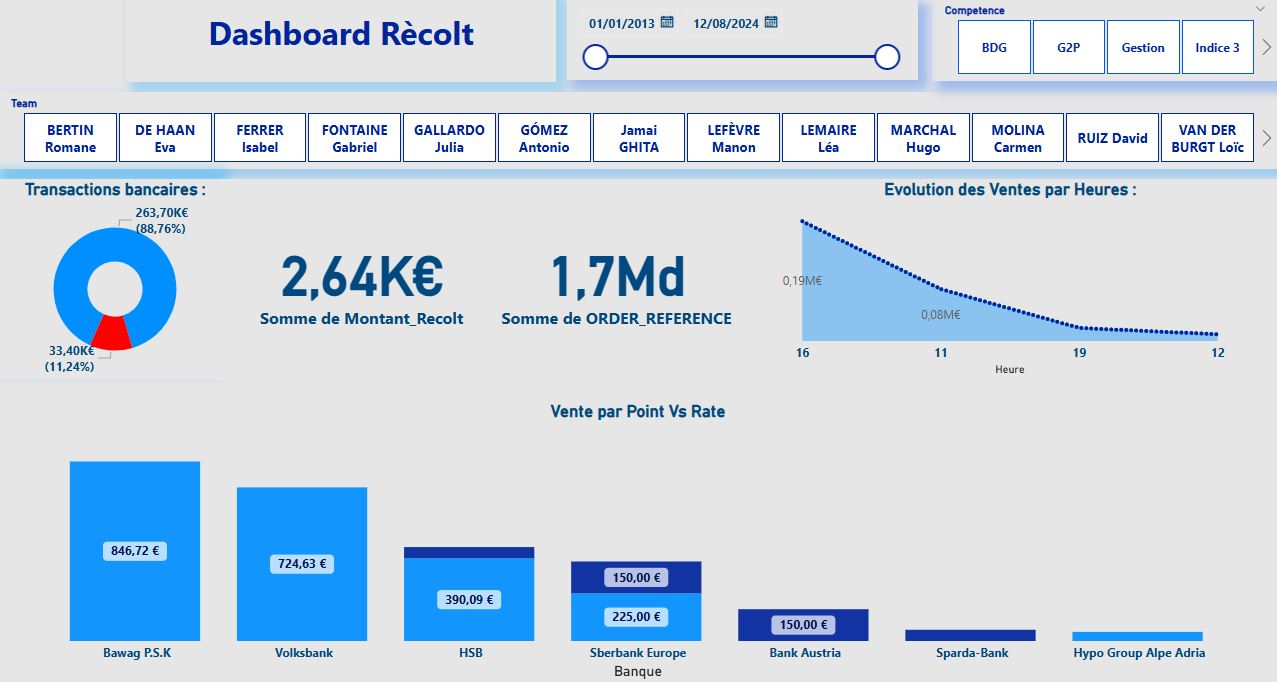 Dashboard Rècolt
01/01/2013
12/08/2024
Competence
BDG
G2P
Gestion
Indice 3
Team
BERTIN
Romane
DE HAAN
Eva
FERRER
Isabel
FONTAINE
Gabriel
GALLARDO
Julia
GÓMEZ
Antonio
Jamai
GHITA
LEFÈVRE
Manon
LEMAIRE
Léa
MARCHAL
Hugo
MOLINA
Carmen
RUIZ David
VAN DER
BURGT Loïc
Transactions bancaires :
263,70K€
(88,76%)
33,40K€
(11,24%)
2,64K€
Somme de Montant_Recolt
1,7Md
Somme de ORDER_REFERENCE
Evolution des Ventes par Heures :
0,19M€
0,08M€
16
11
19
12
Heure
Vente par Point Vs Rate
846,72 €
724,63 €
390,09 €
150,00 €
225,00 €
150,00 €
Bawag P.S.K
Volksbank
HSB
Sberbank Europe
Bank Austria
Sparda-Bank
Hypo Group Alpe Adria
Banque